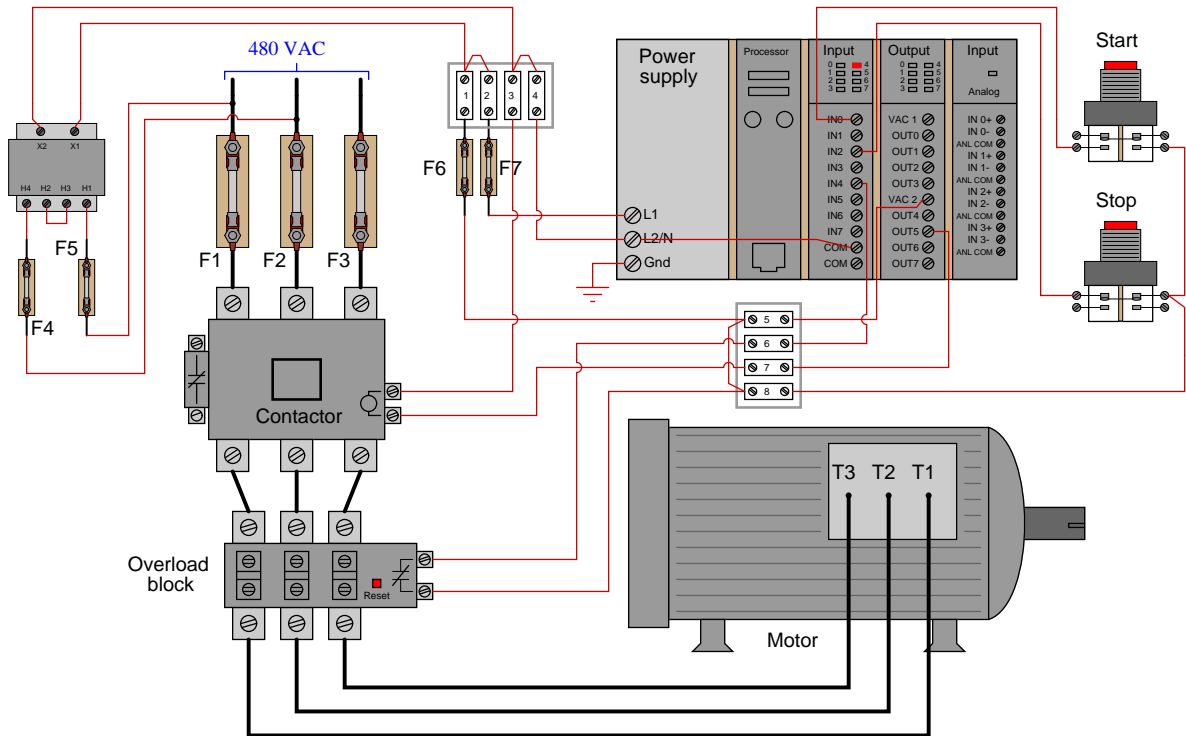 480 VAC
X2 X1
H4 H2 H3 H1
F4
F5
F1
F2
F3
F6
F7
1 2 3 4
Power
supply
L1
L2/N
Gnd
Processor
Input
0 4
1 5
2 6
3 7
IN0
IN1
IN2
IN3
IN4
IN5
IN6
IN7
COM
COM
Output
0 4
1 5
2 6
3 7
VAC 1
OUT0
OUT1
OUT2
OUT3
VAC 2
OUT4
OUT5
OUT6
OUT7
Input
Analog
IN 0+
IN 0-
ANL COM
IN 1+
IN 1-
ANL COM
IN 2+
IN 2-
ANL COM
IN 3+
IN 3-
ANL COM
Start
Stop
5
6
7
8
Contactor
Overload
block
Reset
T3 T2 T1
Motor